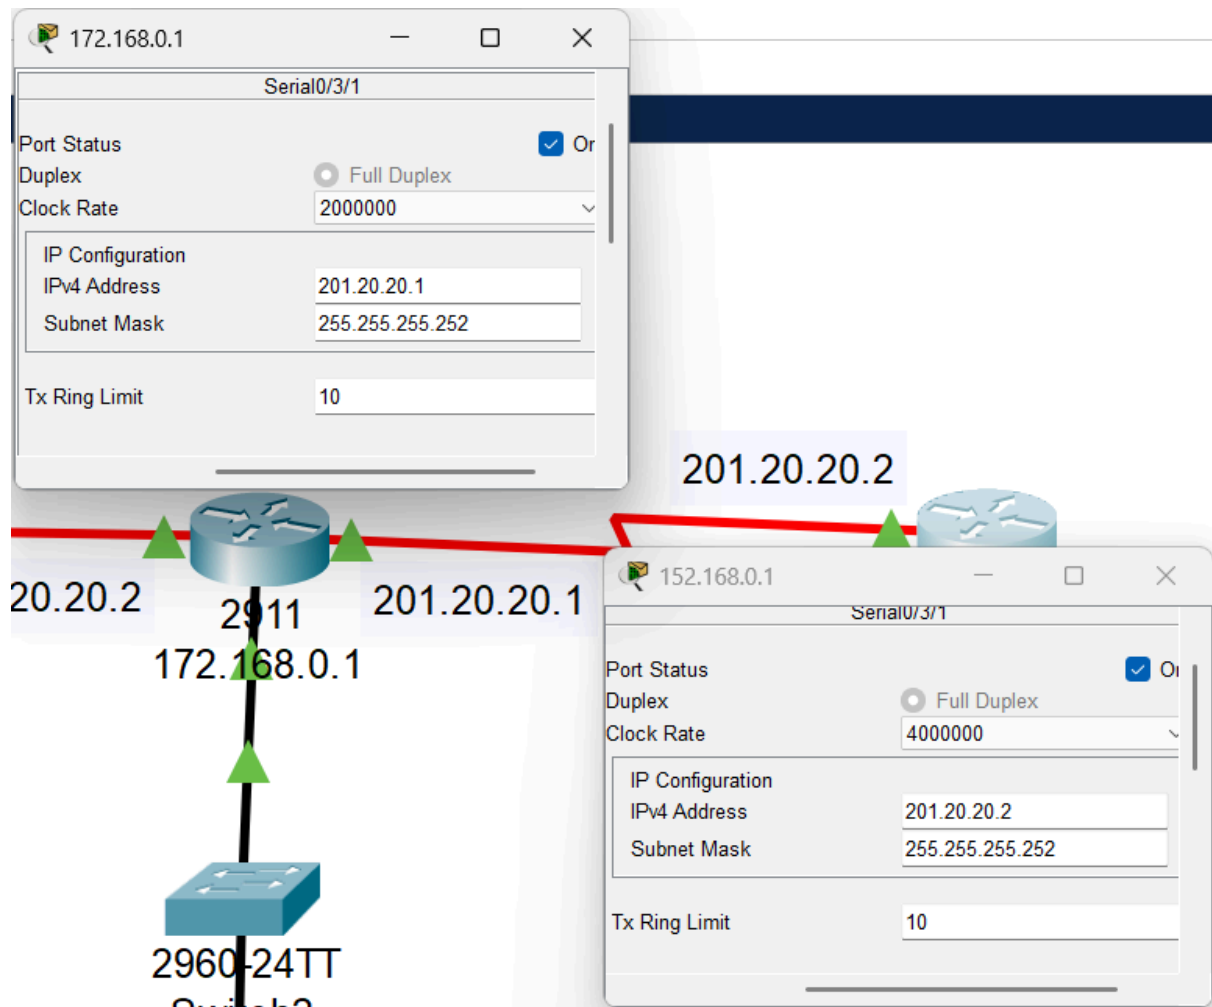 172.168.0.1
Serial0/3/1
Port Status
Or
Duplex
Full Duplex
Clock Rate
2000000
IP Configuration
IPv4 Address
201.20.20.1
Subnet Mask
255.255.255.252
Tx Ring Limit
10
201.20.20.2
20.20.2
2911
201.20.20.1
172.168.0.1
2960-24TT
152.168.0.1
Serial0/3/1
Port Status
Duplex
Full Duplex
Clock Rate
4000000
IP Configuration
IPv4 Address
201.20.20.2
Subnet Mask
255.255.255.252
Tx Ring Limit
10